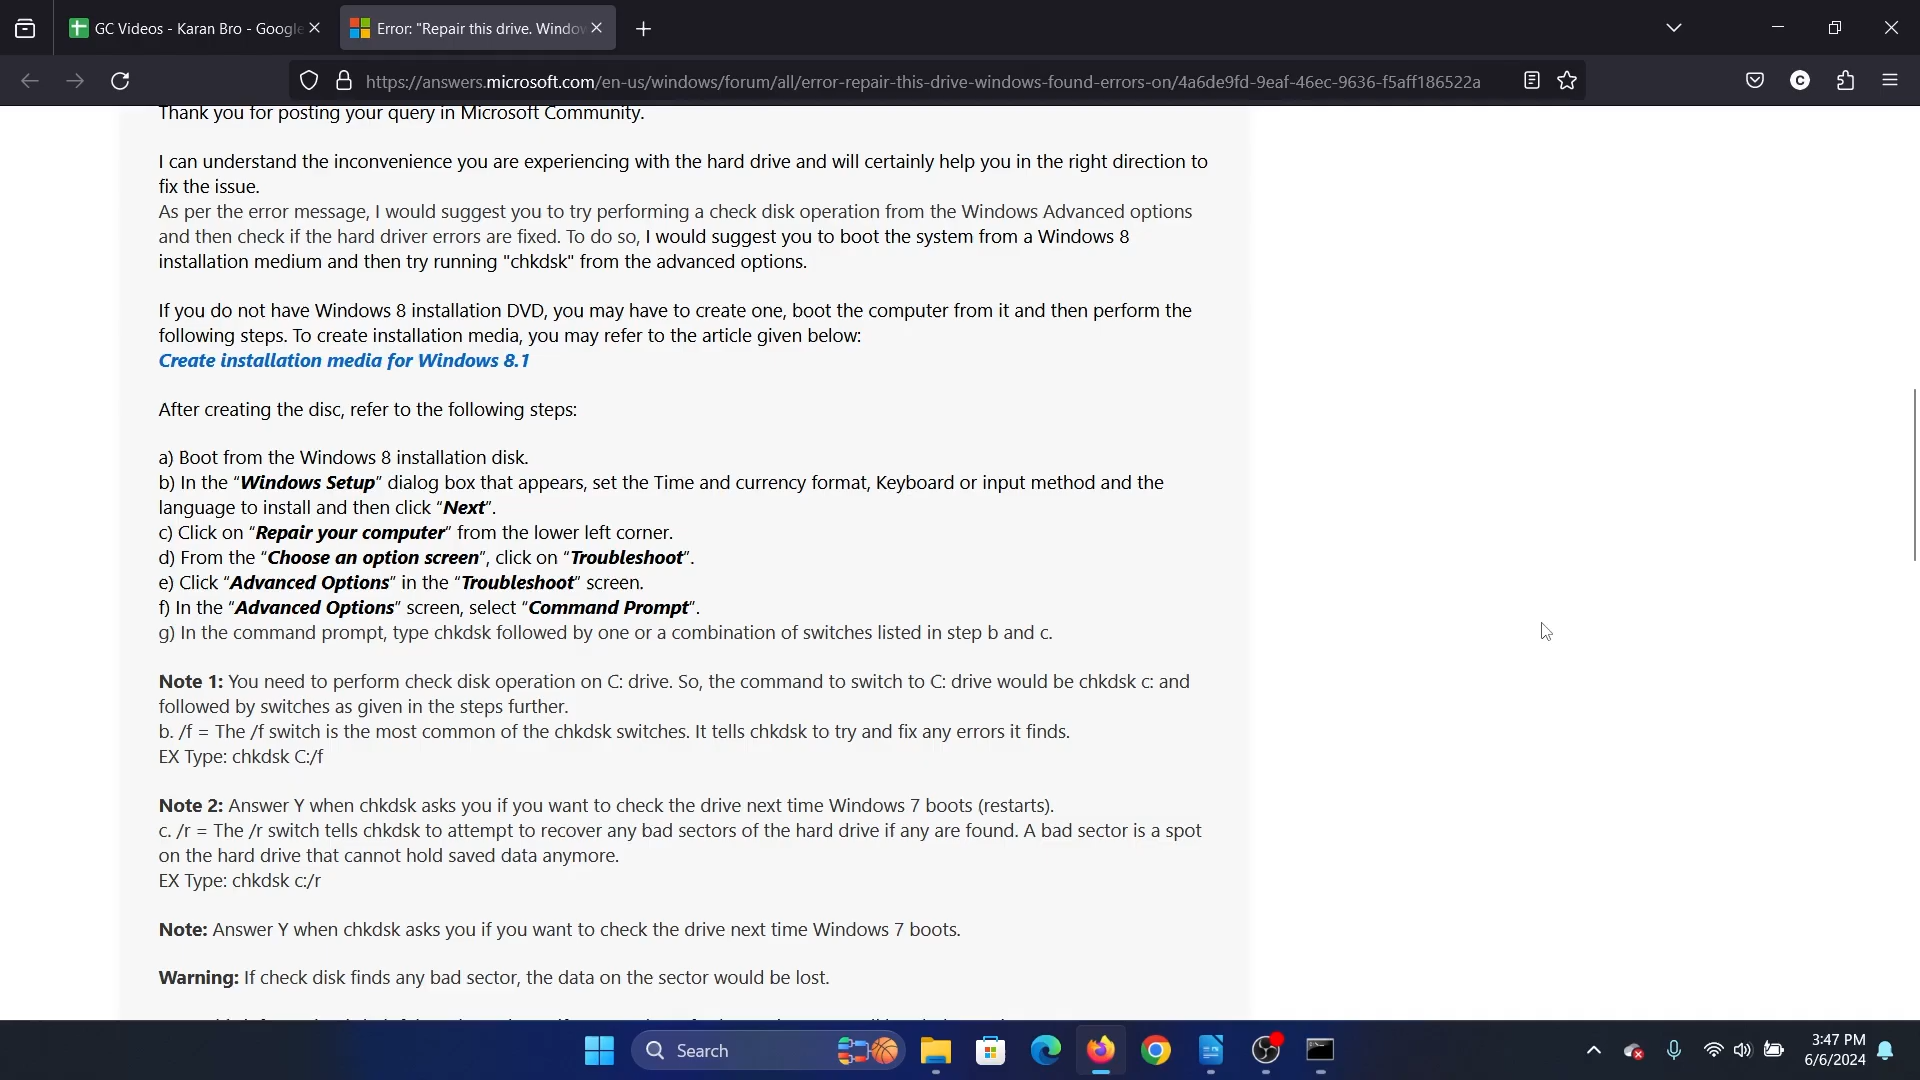 GC Videos - Karan Bro - Google
Error: "Repair this drive. Window
https://answers.microsoft.com/en-us/windows/forum/all/error-repair-this-drive-windows-found-errors-on/4a6de9fd-9eaf-46ec-9636-f5aff186522a
C
Thank you for posting your query in Microsoft Community.
I can understand the inconvenience you are experiencing with the hard drive and will certainly help you in the right direction to
fix the issue.
As per the error message, I would suggest you to try performing a check disk operation from the Windows Advanced options
and then check if the hard driver errors are fixed. To do so, I would suggest you to boot the system from a Windows 8
installation medium and then try running "chkdsk" from the advanced options.
If you do not have Windows 8 installation DVD, you may have to create one, boot the computer from it and then perform the
following steps. To create installation media, you may refer to the article given below:
Create installation media for Windows 8.1
After creating the disc, refer to the following steps:
a) Boot from the Windows 8 installation disk.
b) In the “Windows Setup” dialog box that appears, set the Time and currency format, Keyboard or input method and the
language to install and then click “Next”.
c) Click on “Repair your computer” from the lower left corner.
d) From the “Choose an option screen”, click on “Troubleshoot”.
e) Click “Advanced Options” in the “Troubleshoot” screen.
f) In the “Advanced Options” screen, select “Command Prompt”.
g) In the command prompt, type chkdsk followed by one or a combination of switches listed in step b and c.
Note 1: You need to perform check disk operation on C: drive. So, the command to switch to C: drive would be chkdsk c: and
followed by switches as given in the steps further.
b. /f = The /f switch is the most common of the chkdsk switches. It tells chkdsk to try and fix any errors it finds.
EX Type: chkdsk C:/f
Note 2: Answer Y when chkdsk asks you if you want to check the drive next time Windows 7 boots (restarts).
c. /r = The /r switch tells chkdsk to attempt to recover any bad sectors of the hard drive if any are found. A bad sector is a spot
on the hard drive that cannot hold saved data anymore.
EX Type: chkdsk c:/r
Note: Answer Y when chkdsk asks you if you want to check the drive next time Windows 7 boots.
Warning: If check disk finds any bad sector, the data on the sector would be lost.
Search
3:47 PM
6/6/2024